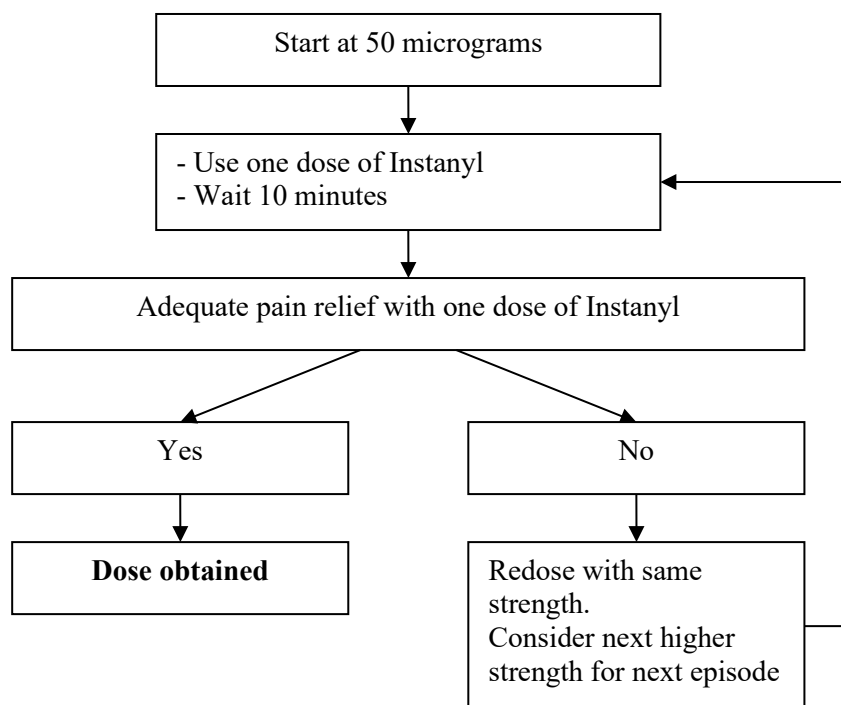 Start at 50 micrograms
- Use one dose of Instanyl
- Wait 10 minutes
Adequate pain relief with one dose of Instanyl
Yes
No
Dose obtained
Redose with same
strength.
Consider next higher
strength for next episode